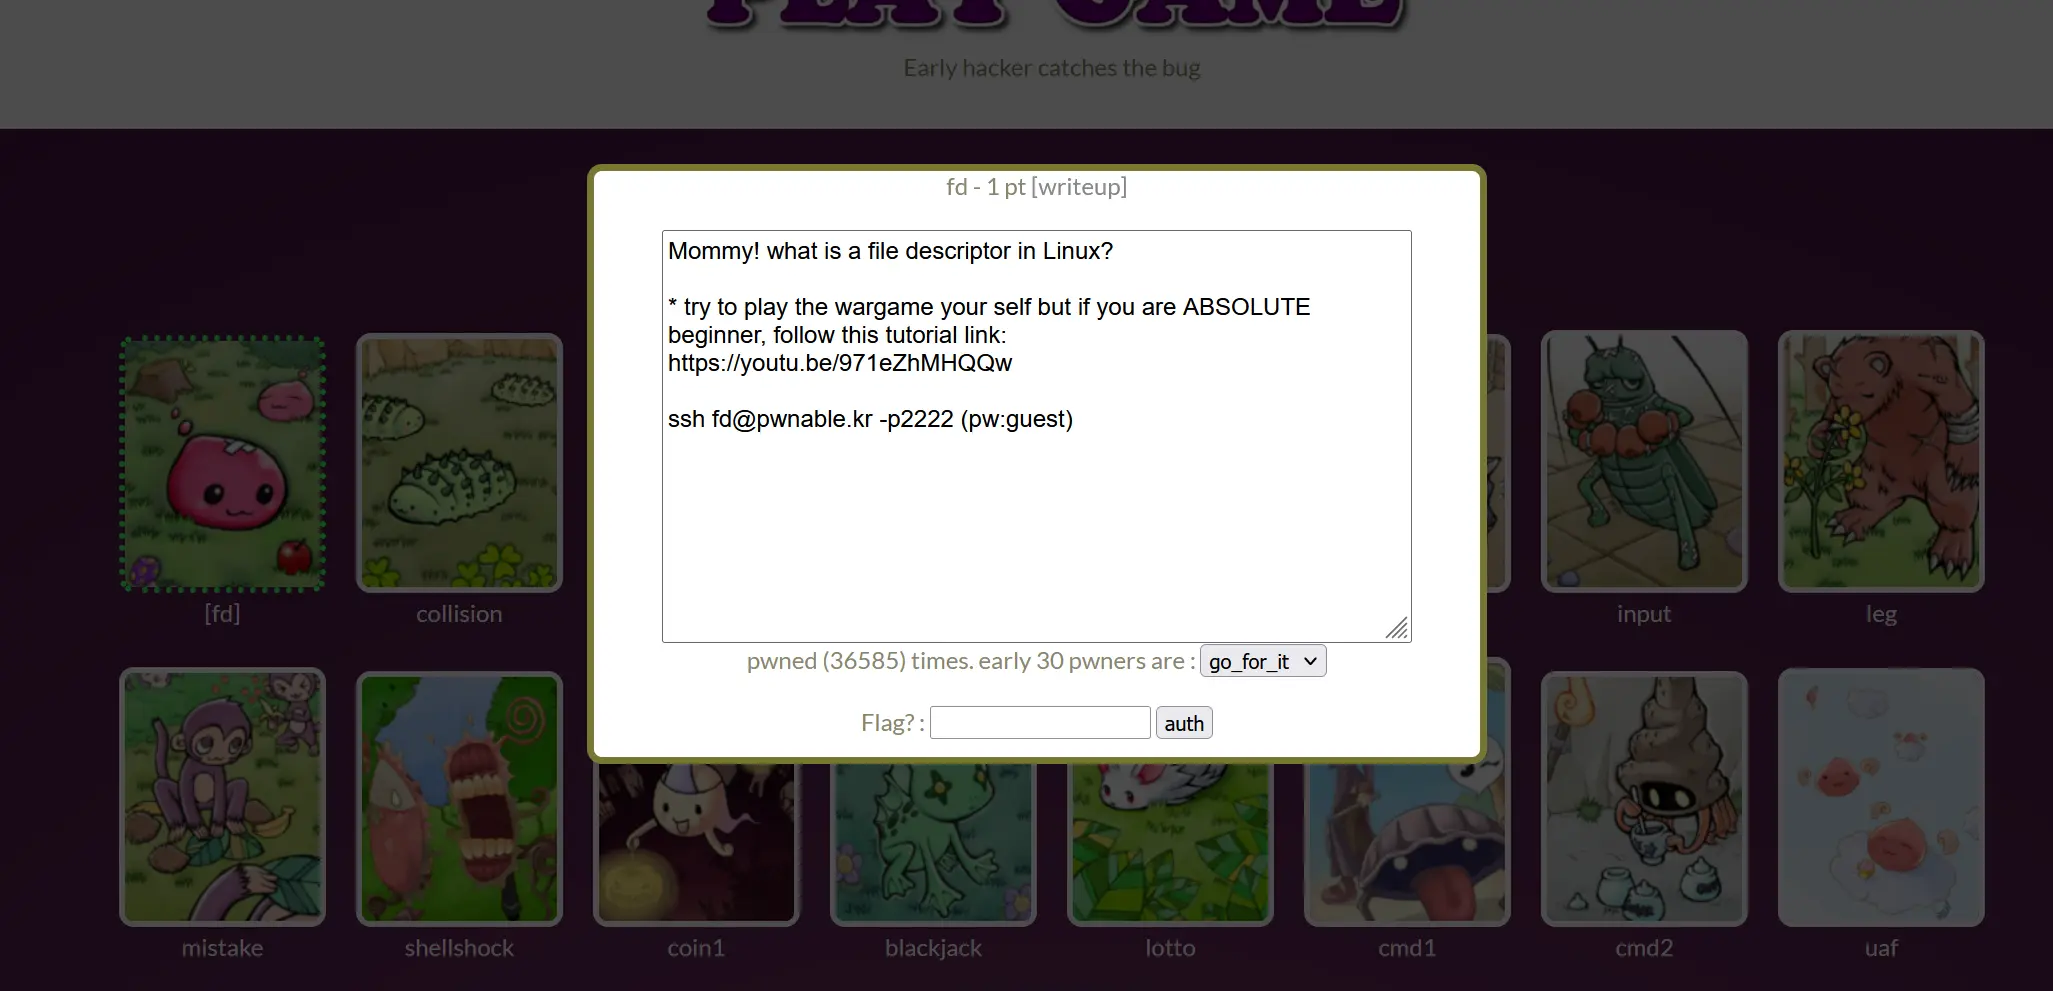 PLAY GAME
Early hacker catches the bug
fd - 1 pt [writeup]
Mommy! what is a file descriptor in Linux?
* try to play the wargame your self but if you are ABSOLUTE
beginner, follow this tutorial link:
https://youtu.be/971eZhMHQQw
ssh fd@pwnable.kr -p2222 (pw:guest)
pwned (36585) times. early 30 pwners are : go_for_it
Flag? : auth
[fd] collision input leg
mistake shellshock coin1 blackjack lotto cmd1 cmd2 uaf